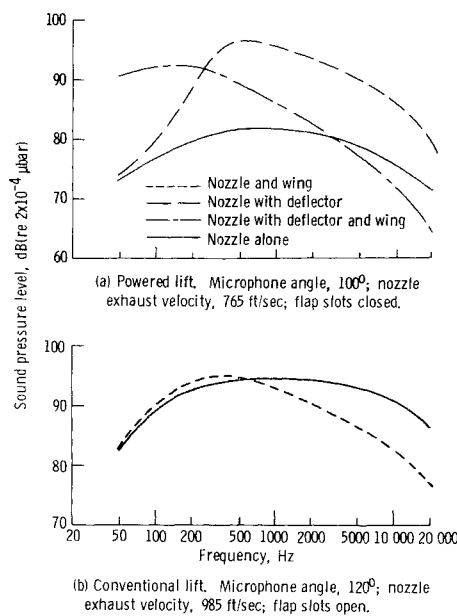 100
90
80
70
60
Sound pressure level, dB(re 2x10⁻⁴ μbar)
Nozzle and wing
Nozzle with deflector
Nozzle with deflector and wing
Nozzle alone
(a) Powered lift. Microphone angle, 100⁰; nozzle
exhaust velocity, 765 ft/sec; flap slots closed.
100
90
80
70
20 50 100 200 500 1000 2000 5000 10 000 20 000
Frequency, Hz
(b) Conventional lift. Microphone angle, 120⁰; nozzle
exhaust velocity, 985 ft/sec; flap slots open.